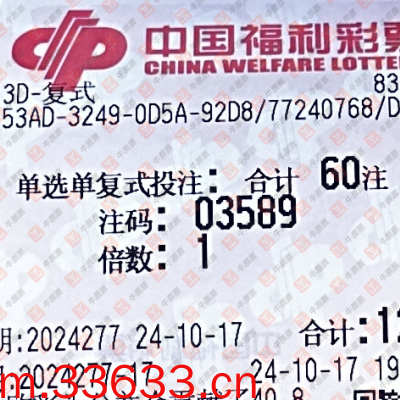 中国福利彩票
CHINA WELFARE LOTTE
3D-复式 83
53AD-3249-0D5A-92D8/77240768/D
单选单复式投注: 合计 60注
注码: 03589
倍数: 1
期:2024277 24-10-17 合计:1
:2024277-17 24-10-17 19
m.33633.cn